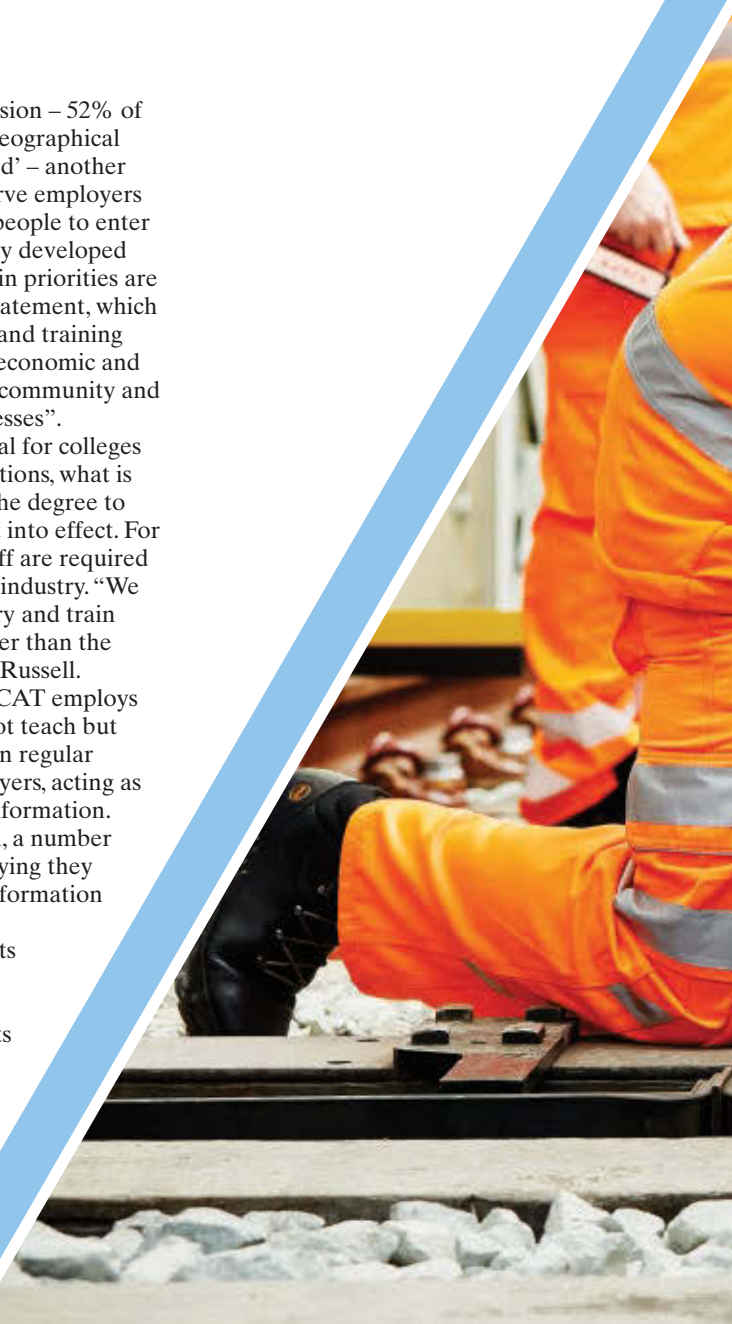 sion – 52% of
eographical
d’ – another
rve employers
people to enter
y developed
in priorities are
atement, which
and training
economic and
community and
esses”.
al for colleges
tions, what is
he degree to
t into effect. For
ff are required
industry. “We
ry and train
er than the
Russell.
CAT employs
ot teach but
n regular
yers, acting as
formation.
, a number
ying they
formation
ts
ts